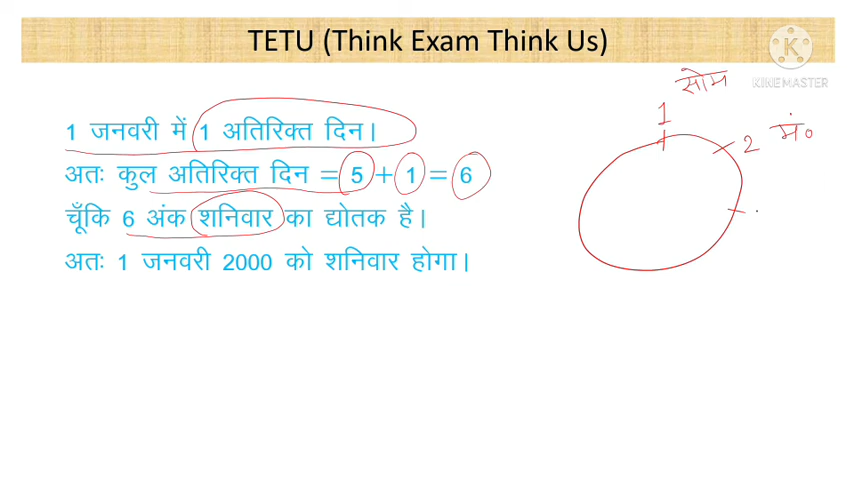 TETU (Think Exam Think Us)
K
KINEMASTER
सोम
1
2 मं०
1 जनवरी में 1 अतिरिक्त दिन।
अतः कुल अतिरिक्त दिन = 5 + 1 = 6
चूँकि 6 अंक शनिवार का द्योतक है।
अतः 1 जनवरी 2000 को शनिवार होगा।